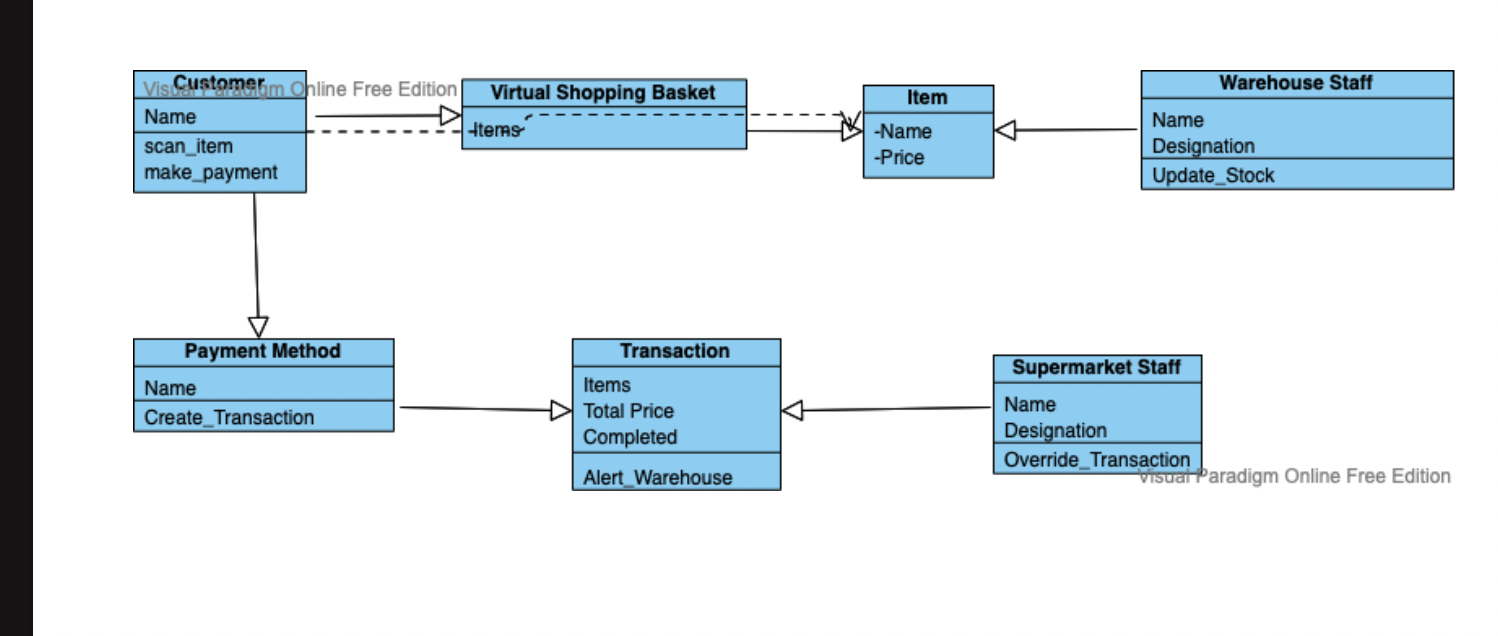 Customer
Visual Paradigm Online Free Edition
Name
scan_item
make_payment
Virtual Shopping Basket
-Items
Item
-Name
-Price
Warehouse Staff
Name
Designation
Update_Stock
Payment Method
Name
Create_Transaction
Transaction
Items
Total Price
Completed
Alert_Warehouse
Supermarket Staff
Name
Designation
Override_Transaction
Visual Paradigm Online Free Edition